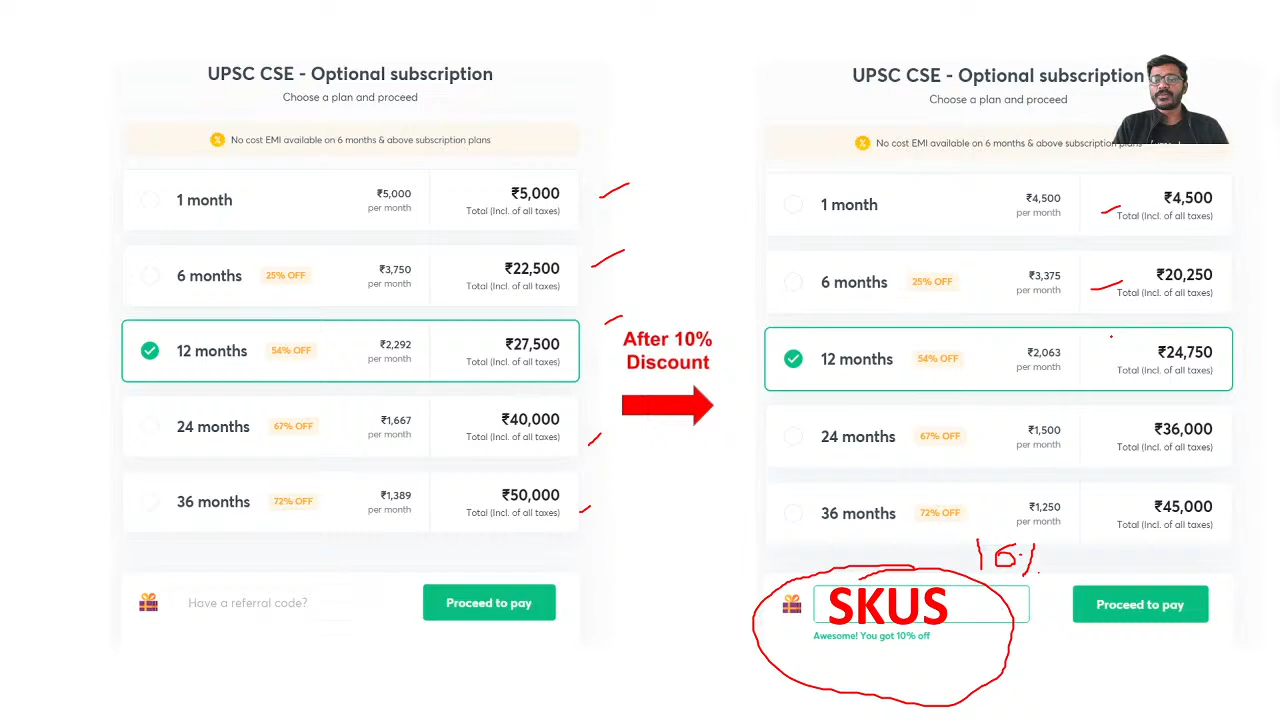 UPSC CSE - Optional subscription
Choose a plan and proceed
No cost EMI available on 6 months & above subscription plans
1 month
₹5,000
per month
₹5,000
Total (Incl. of all taxes)
6 months
25% OFF
₹3,750
per month
₹22,500
Total (Incl. of all taxes)
12 months
54% OFF
₹2,292
per month
₹27,500
Total (Incl. of all taxes)
24 months
67% OFF
₹1,667
per month
₹40,000
Total (Incl. of all taxes)
36 months
72% OFF
₹1,389
per month
₹50,000
Total (Incl. of all taxes)
Have a referral code?
Proceed to pay
After 10%
Discount
UPSC CSE - Optional subscription
Choose a plan and proceed
No cost EMI available on 6 months & above subscription plans
1 month
₹4,500
per month
₹4,500
Total (Incl. of all taxes)
6 months
25% OFF
₹3,375
per month
₹20,250
Total (Incl. of all taxes)
12 months
54% OFF
₹2,063
per month
₹24,750
Total (Incl. of all taxes)
24 months
67% OFF
₹1,500
per month
₹36,000
Total (Incl. of all taxes)
36 months
72% OFF
₹1,250
per month
₹45,000
Total (Incl. of all taxes)
SKUS
Awesome! You got 10% off
Proceed to pay